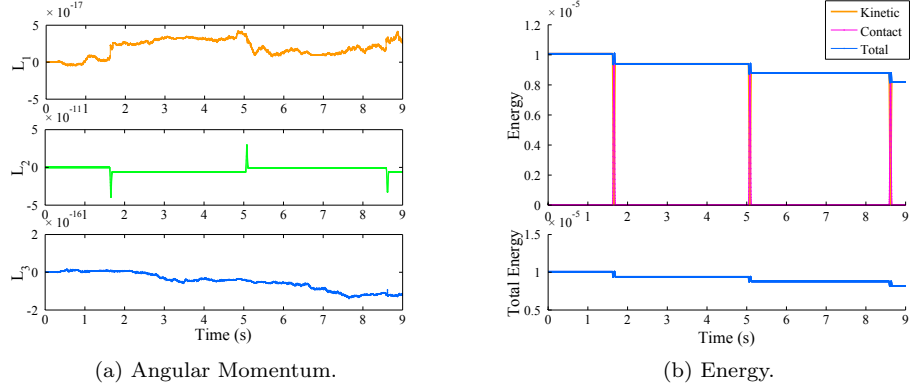 × 10⁻¹⁷
5
0
-5
L₁
0 1 2 3 4 5 6 7 8 9
× 10⁻¹¹
5
0
-5
L₂
0 1 2 3 4 5 6 7 8 9
× 10⁻¹⁶
2
0
-2
L₃
0 1 2 3 4 5 6 7 8 9
Time (s)
(a) Angular Momentum.
× 10⁻⁵
1.2
1
0.8
0.6
0.4
0.2
0
Energy
Kinetic
Contact
Total
0 1 2 3 4 5 6 7 8 9
× 10⁻⁵
1.5
1
0.5
Total Energy
0 1 2 3 4 5 6 7 8 9
Time (s)
(b) Energy.